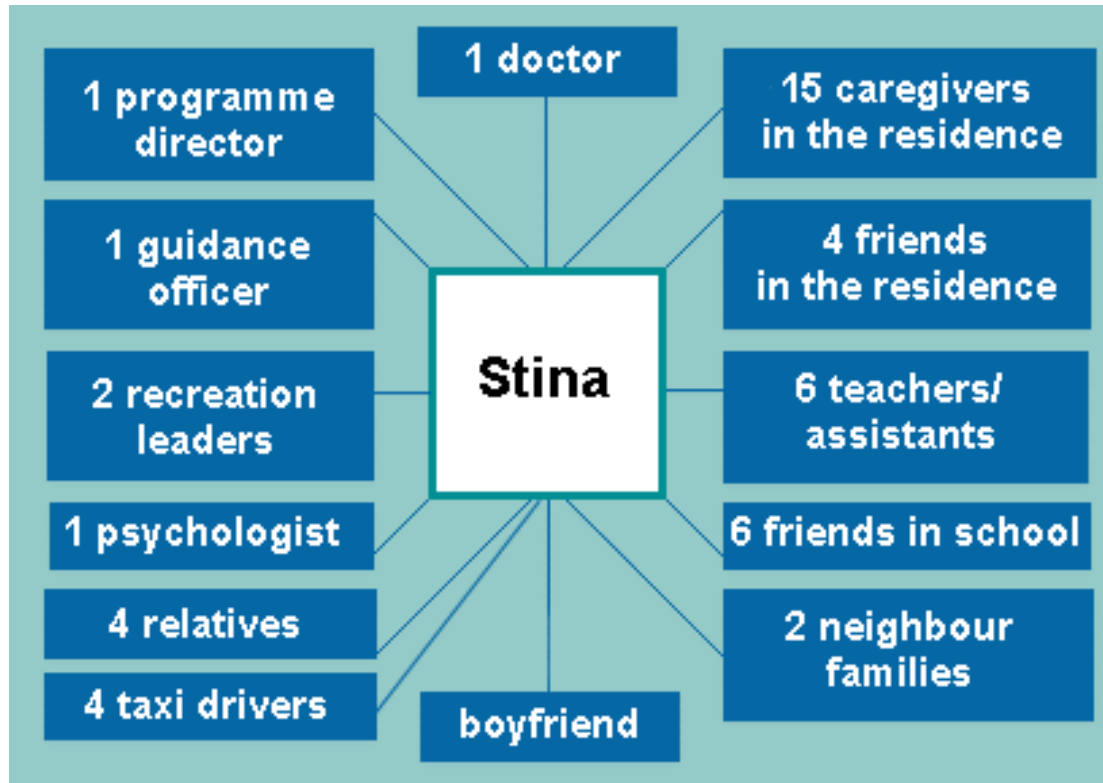 1 doctor
1 programme
director
15 caregivers
in the residence
1 guidance
officer
4 friends
in the residence
Stina
2 recreation
leaders
6 teachers/
assistants
1 psychologist
6 friends in school
4 relatives
2 neighbour
families
4 taxi drivers
boyfriend